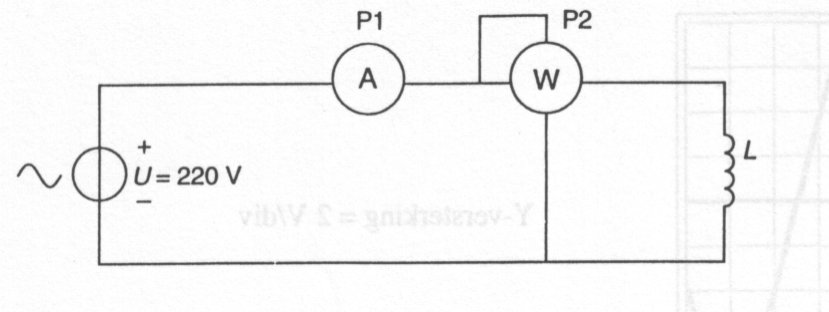 P1
P2
A
W
+
U = 220 V
–
L
Y-versterking = 2 V/div